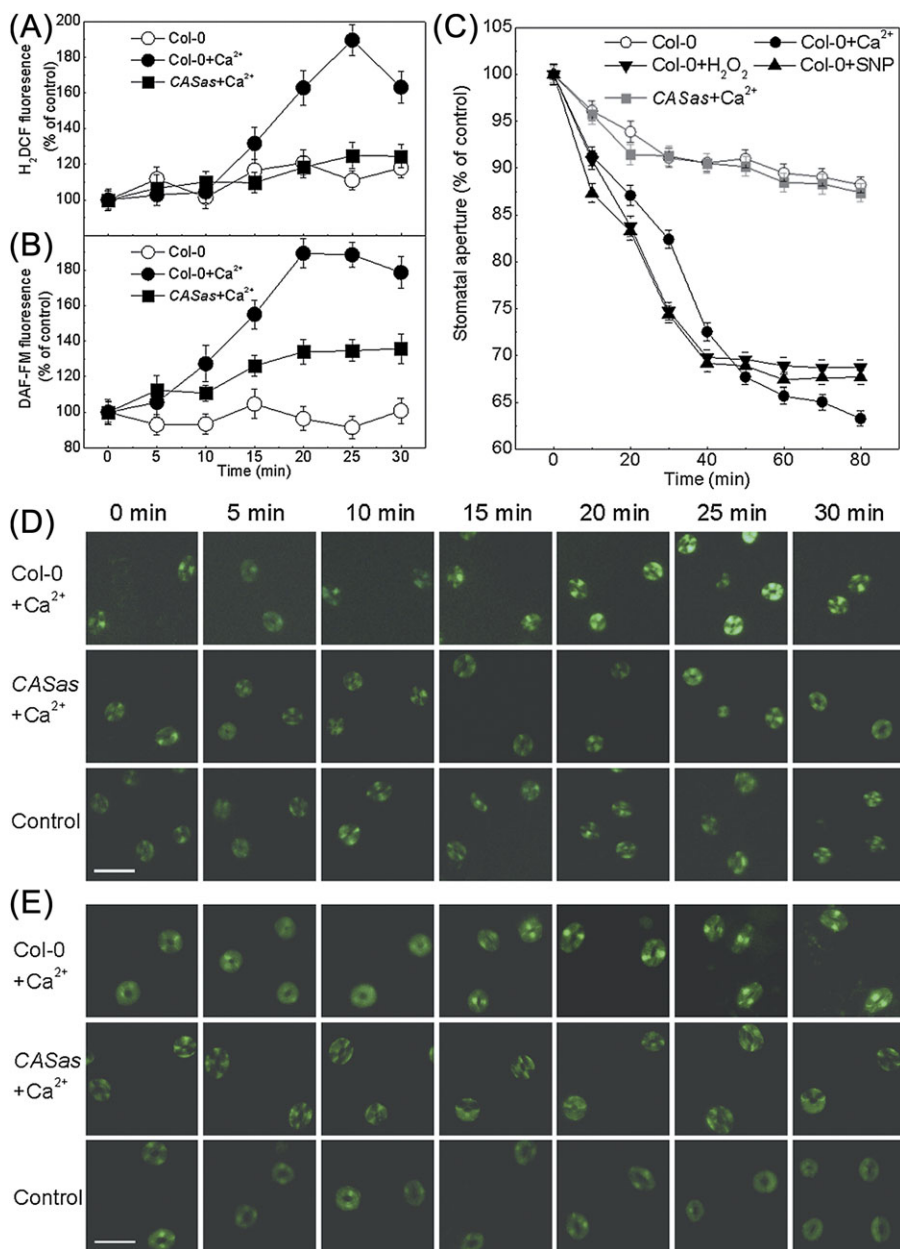 (A)
200
180
160
140
120
100
H₂DCF fluoresence
(% of control)
Col-0
Col-0+Ca²⁺
CASas+Ca²⁺
(B)
180
160
140
120
100
80
DAF-FM fluoresence
(% of control)
Col-0
Col-0+Ca²⁺
CASas+Ca²⁺
0 5 10 15 20 25 30
Time (min)
(C)
105
100
95
90
85
80
75
70
65
60
Stomatal aperture (% of control)
Col-0 Col-0+Ca²⁺
Col-0+H₂O₂ Col-0+SNP
CASas+Ca²⁺
0 20 40 60 80
Time (min)
(D)
0 min 5 min 10 min 15 min 20 min 25 min 30 min
Col-0
+Ca²⁺
CASas
+Ca²⁺
Control
(E)
Col-0
+Ca²⁺
CASas
+Ca²⁺
Control